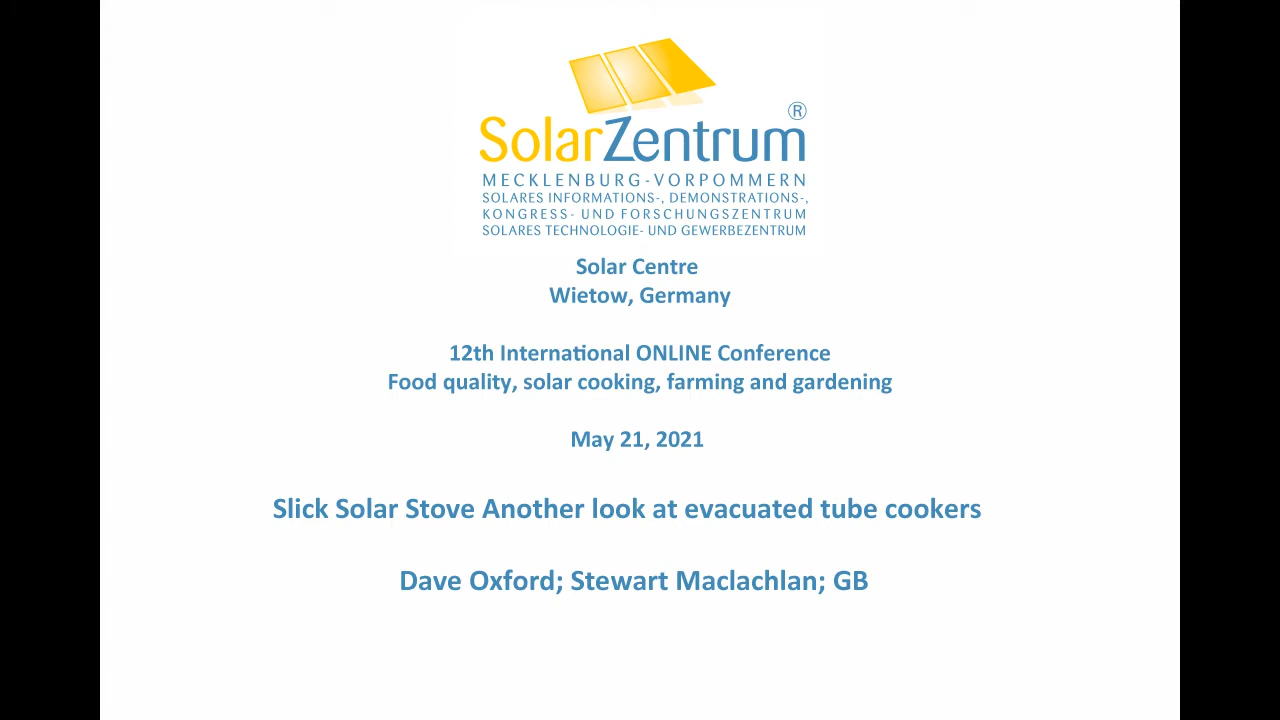 SolarZentrum®
MECKLENBURG-VORPOMMERN
SOLARES INFORMATIONS-, DEMONSTRATIONS-,
KONGRESS- UND FORSCHUNGSZENTRUM
SOLARES TECHNOLOGIE- UND GEWERBEZENTRUM
Solar Centre
Wietow, Germany
12th International ONLINE Conference
Food quality, solar cooking, farming and gardening
May 21, 2021
Slick Solar Stove Another look at evacuated tube cookers
Dave Oxford; Stewart Maclachlan; GB